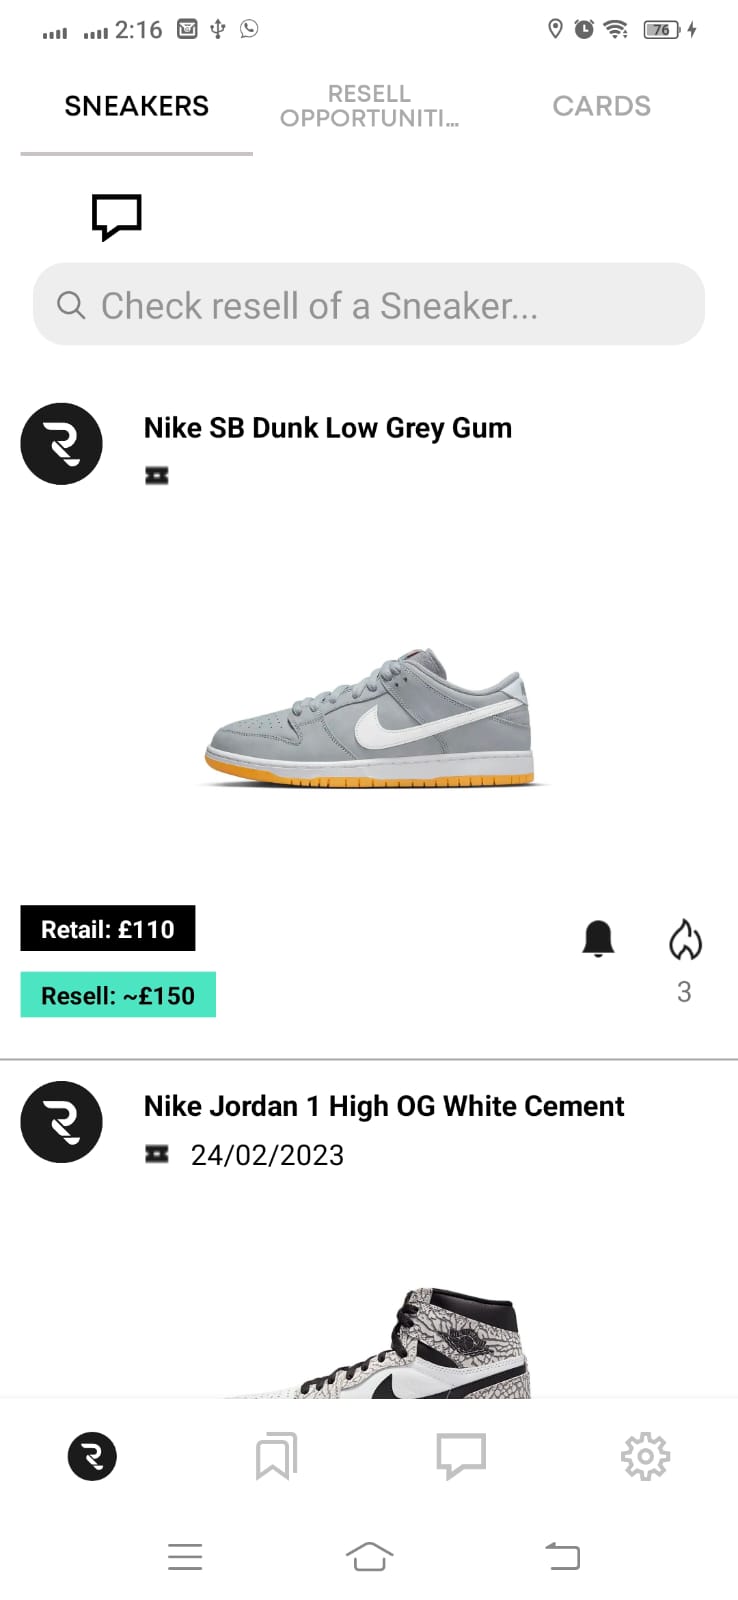 2:16
76
SNEAKERS
RESELL
OPPORTUNITI...
CARDS
Check resell of a Sneaker...
Nike SB Dunk Low Grey Gum
Retail: £110
Resell: ~£150
3
Nike Jordan 1 High OG White Cement
24/02/2023